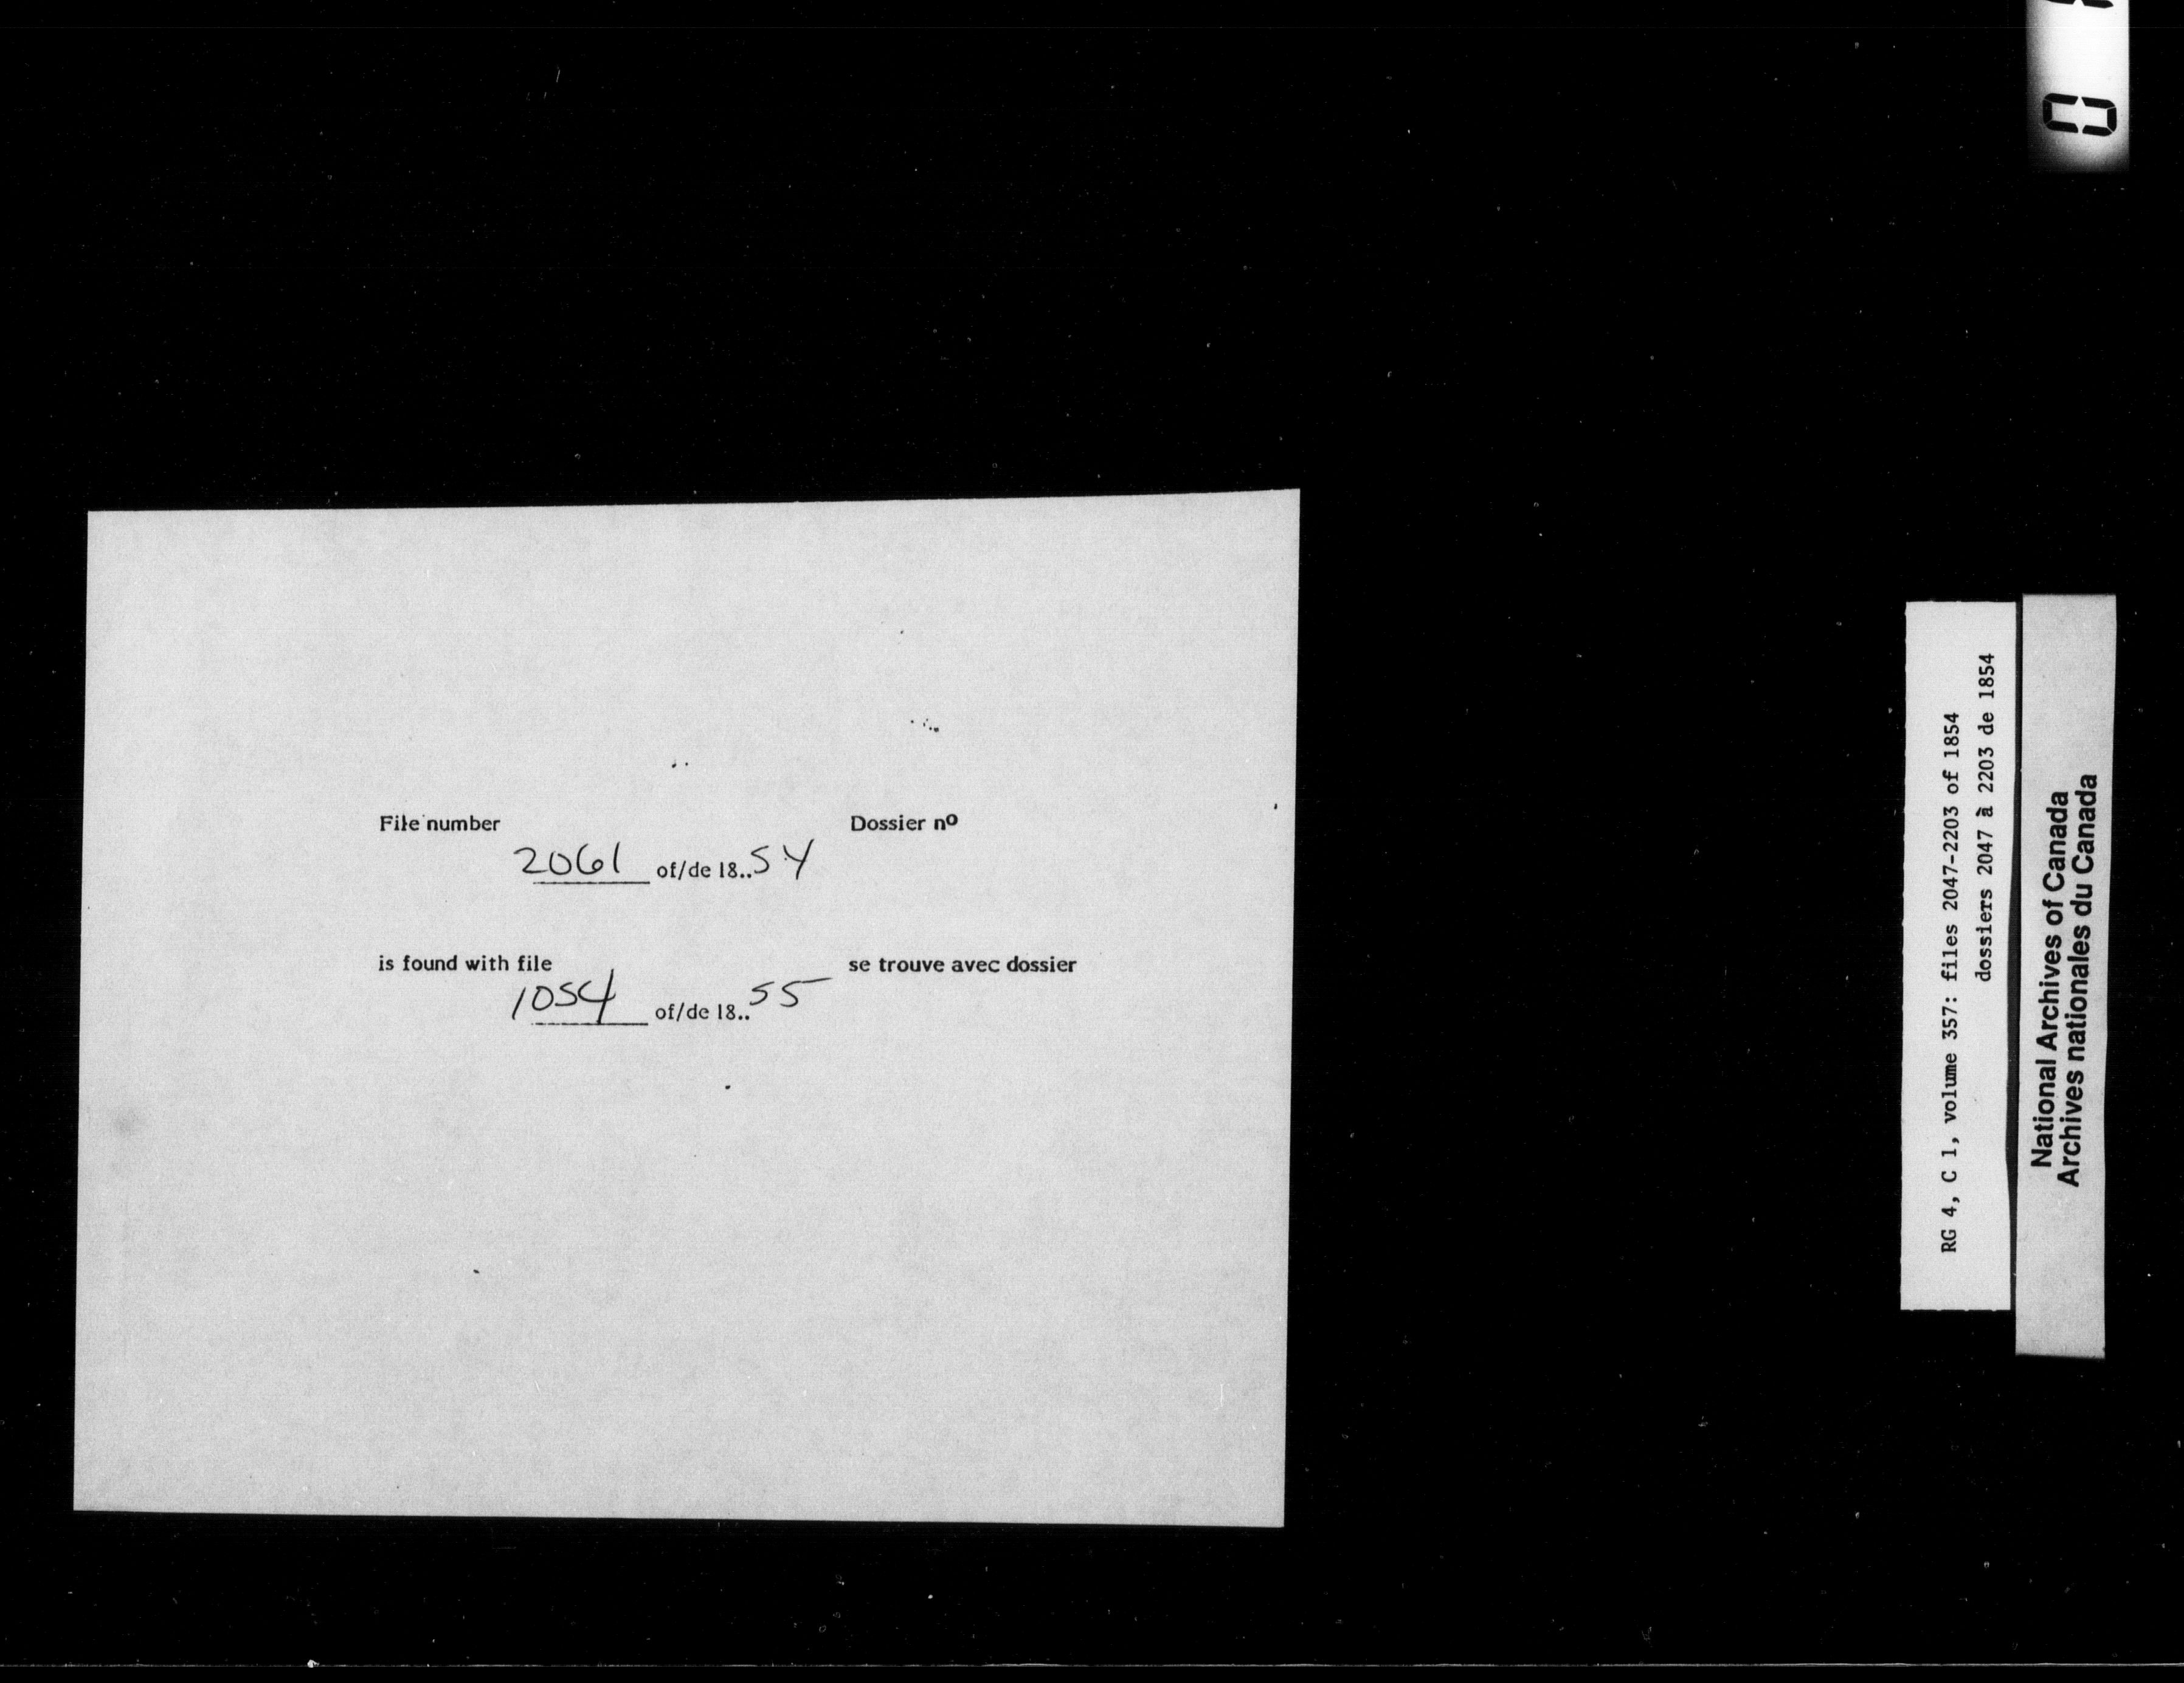 File number Dossier nº
2061 of/de 18..54
is found with file se trouve avec dossier
1054 of/de 18..55
RG 4, C 1, volume 357: files 2047-2203 of 1854
dossiers 2047 à 2203 de 1854
National Archives of Canada
Archives nationales du Canada
0